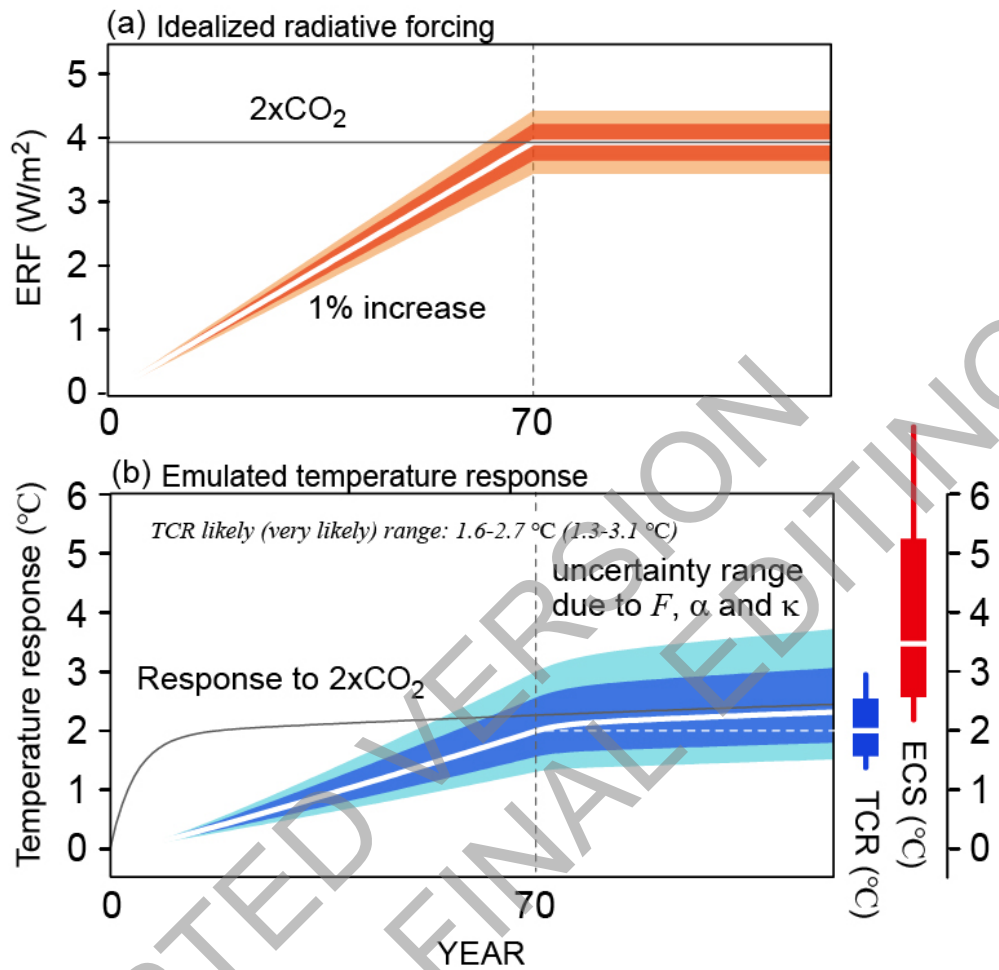 (a) Idealized radiative forcing
5
4
3
2
1
0
ERF (W/m²)
2xCO₂
1% increase
0
70
(b) Emulated temperature response
6
5
4
3
2
1
0
Temperature response (°C)
TCR likely (very likely) range: 1.6-2.7 °C (1.3-3.1 °C)
uncertainty range
due to F, α and κ
Response to 2xCO₂
0
70
YEAR
TCR (°C)
ECS (°C)
6
5
4
3
2
1
0
TED VERSION
FINAL EDITING